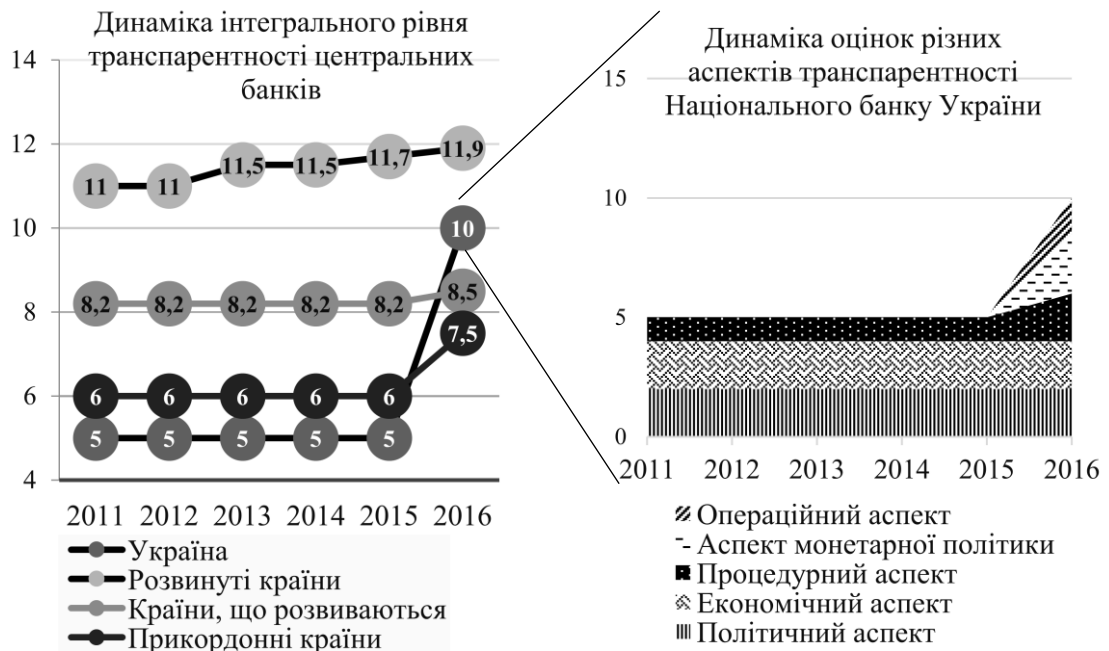 Динаміка інтегрального рівня
транспарентності центральних
банків
14
12
10
8
6
4
11
11
11,5
11,5
11,7
11,9
10
8,2
8,2
8,2
8,2
8,2
8,5
7,5
6
6
6
6
6
5
5
5
5
5
2011 2012 2013 2014 2015 2016
Україна
Розвинуті країни
Країни, що розвиваються
Прикордонні країни
Динаміка оцінок різних
аспектів транспарентності
Національного банку України
15
10
5
0
2011 2012 2013 2014 2015 2016
Операційний аспект
Аспект монетарної політики
Процедурний аспект
Економічний аспект
Політичний аспект